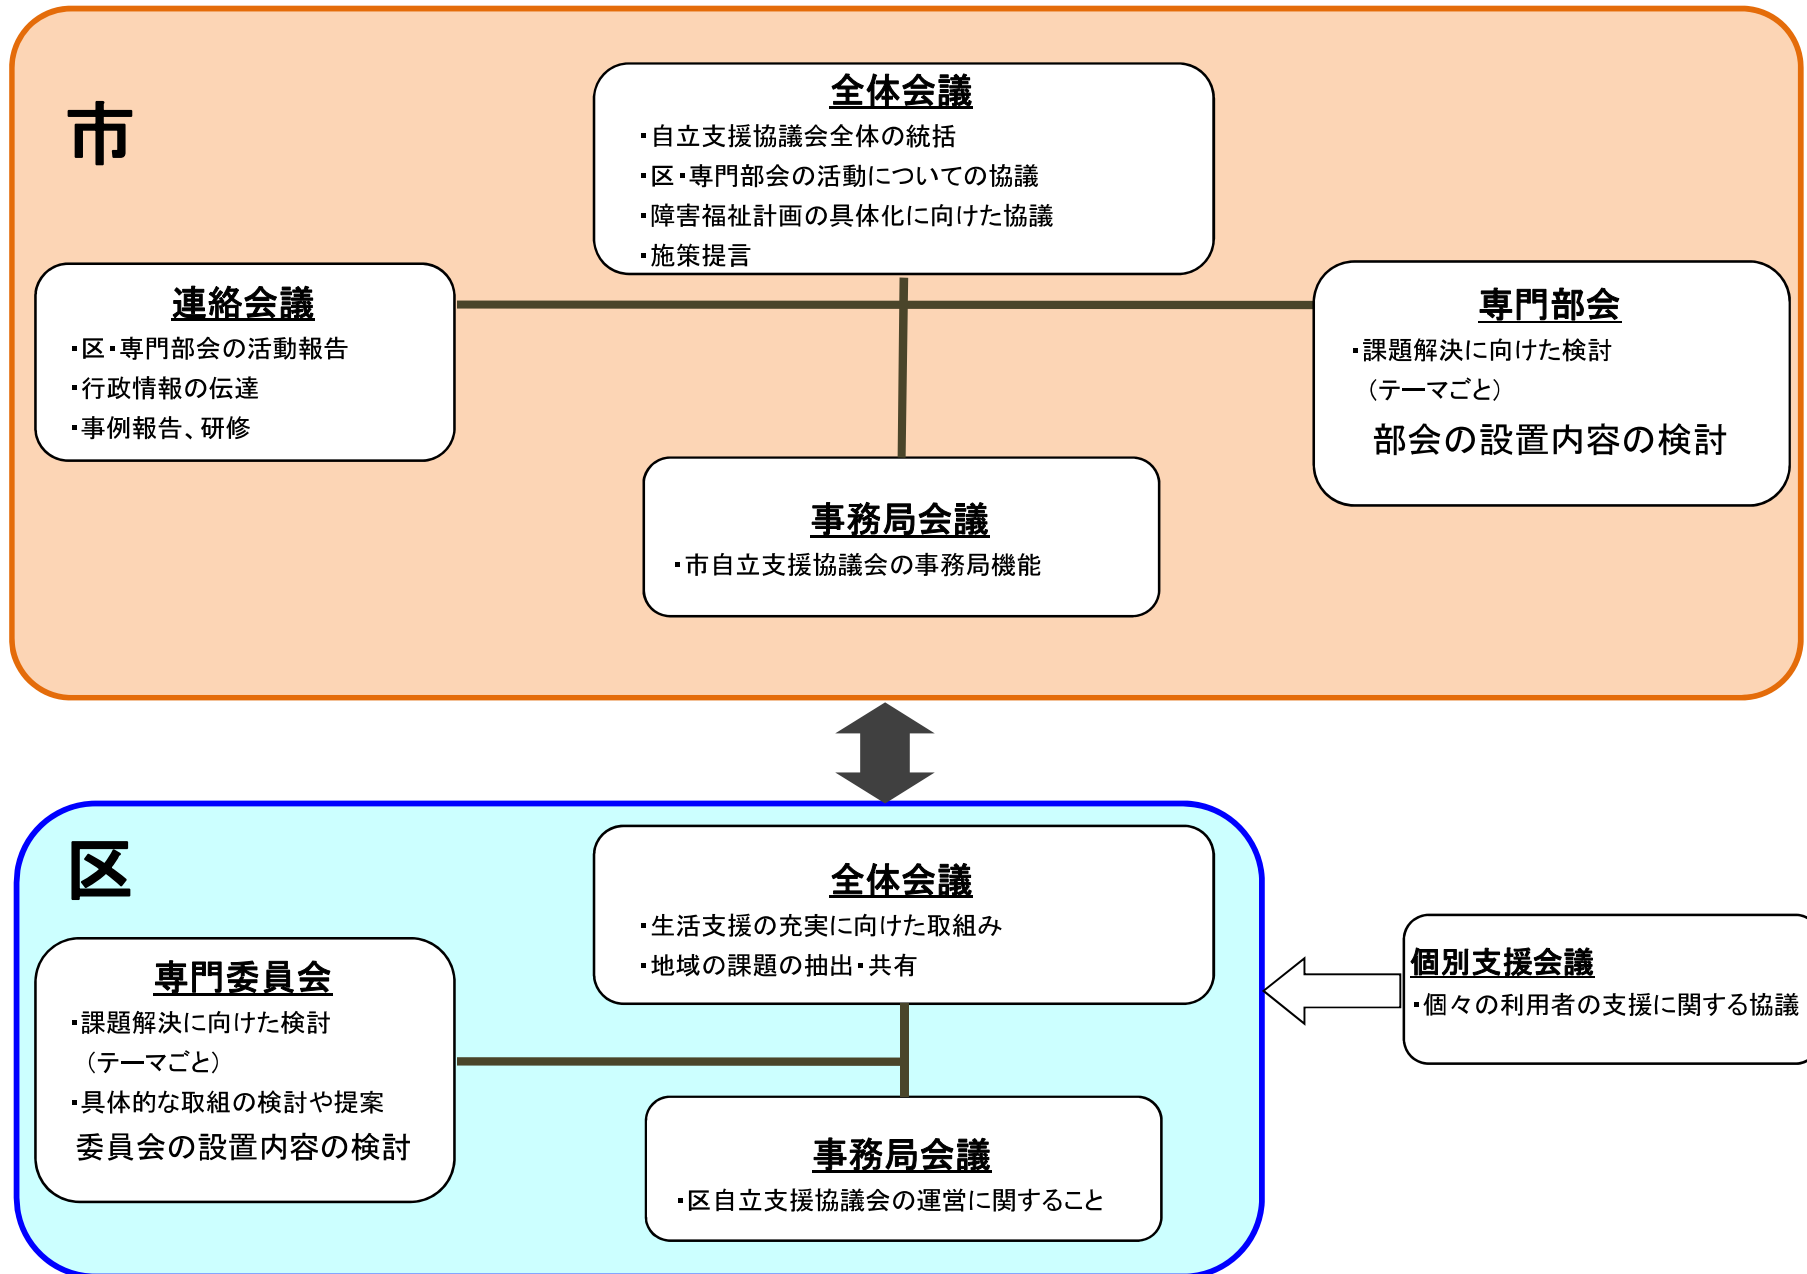 市
全体会議
・自立支援協議会全体の統括
・区・専門部会の活動についての協議
・障害福祉計画の具体化に向けた協議
・施策提言
連絡会議
・区・専門部会の活動報告
・行政情報の伝達
・事例報告、研修
専門部会
・課題解決に向けた検討
（テーマごと）
部会の設置内容の検討
事務局会議
・市自立支援協議会の事務局機能
区
全体会議
・生活支援の充実に向けた取組み
・地域の課題の抽出・共有
専門委員会
・課題解決に向けた検討
（テーマごと）
・具体的な取組の検討や提案
委員会の設置内容の検討
事務局会議
・区自立支援協議会の運営に関すること
個別支援会議
・個々の利用者の支援に関する協議